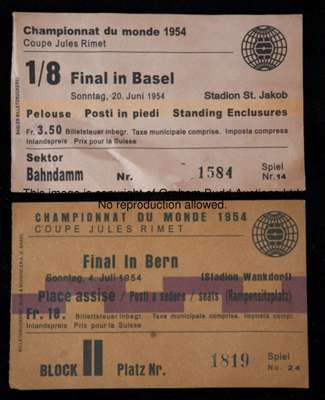 Championnat du monde 1954
Coupe Jules Rimet
1/8 Final in Basel
Sonntag, 20. Juni 1954 Stadion St. Jakob
Pelouse Posti in piedi Standing Enclosures
Fr. 3.50 Billetsteuer inbegr. Taxe municipale comprise. Imposta compresa
Inlandspreis Prix pour la Suisse
Sektor
Bahndamm Nr. 1584 Spiel Nr. 14
This image is copyright of Graham Budd Auctions Ltd
No reproduction allowed.
CHAMPIONNAT DU MONDE 1954
COUPE JULES RIMET
Final in Bern
Sonntag, 4. Juli 1954 (Stadion Wankdorf)
Place assise / Posti a sedere / seats (Rampensitzplatz)
Fr. 18. Billetsteuer inbegr. Taxe municipale comprise. Imposta compresa
Inlandspreis Prix pour la Suisse
BLOCK II Platz Nr. 1819 Spiel No. 24